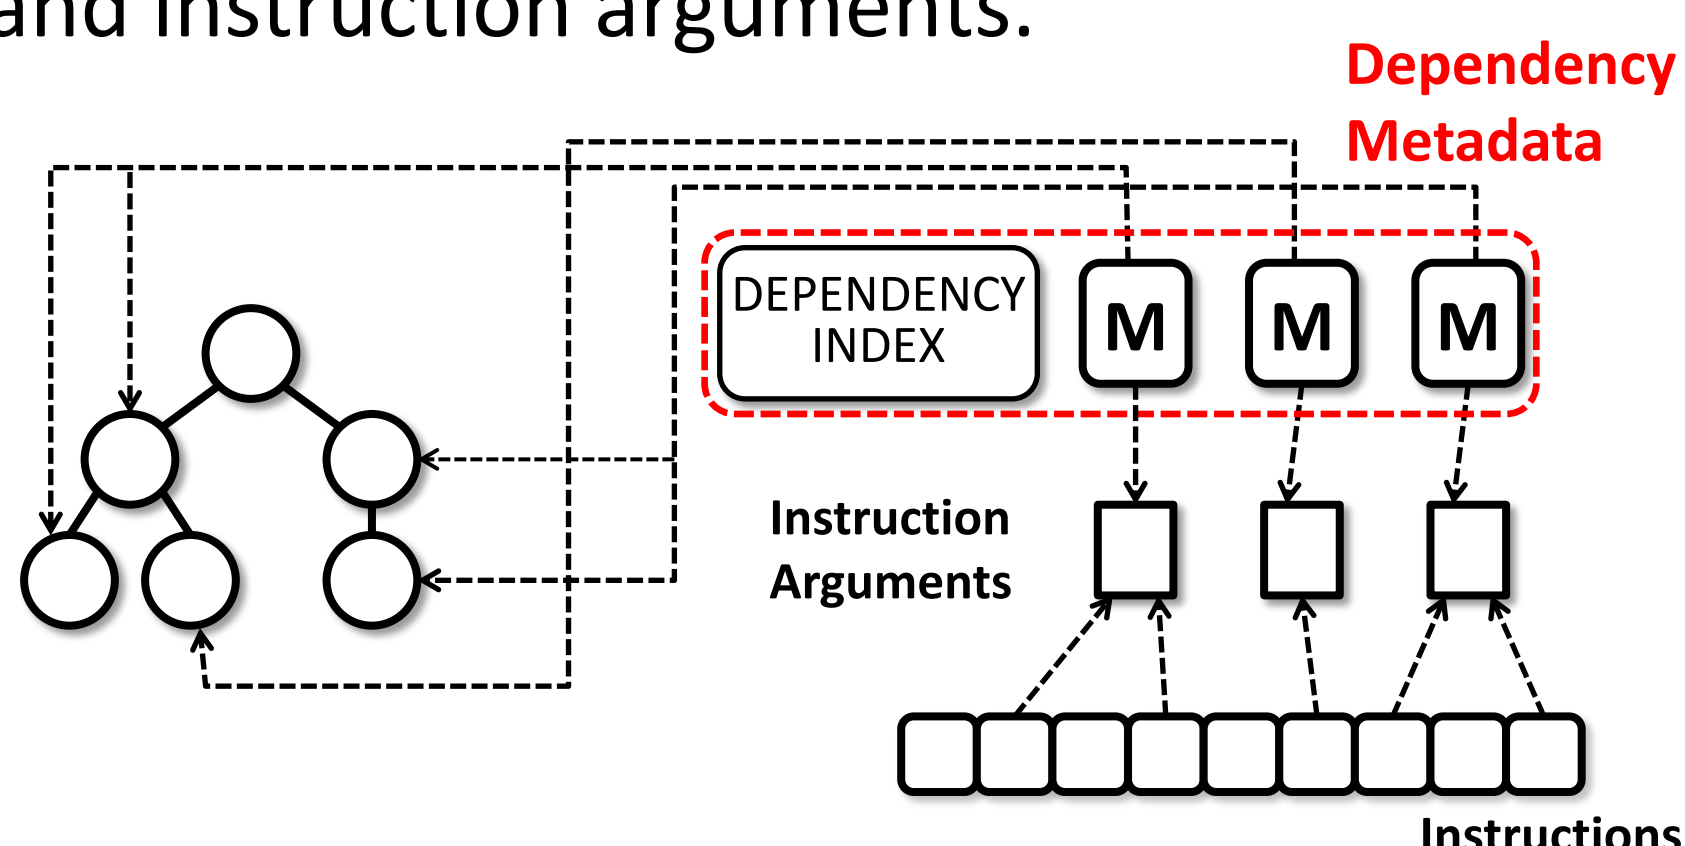 and instruction arguments.
Dependency
Metadata
DEPENDENCY
INDEX
M
M
M
Instruction
Arguments
Instructions